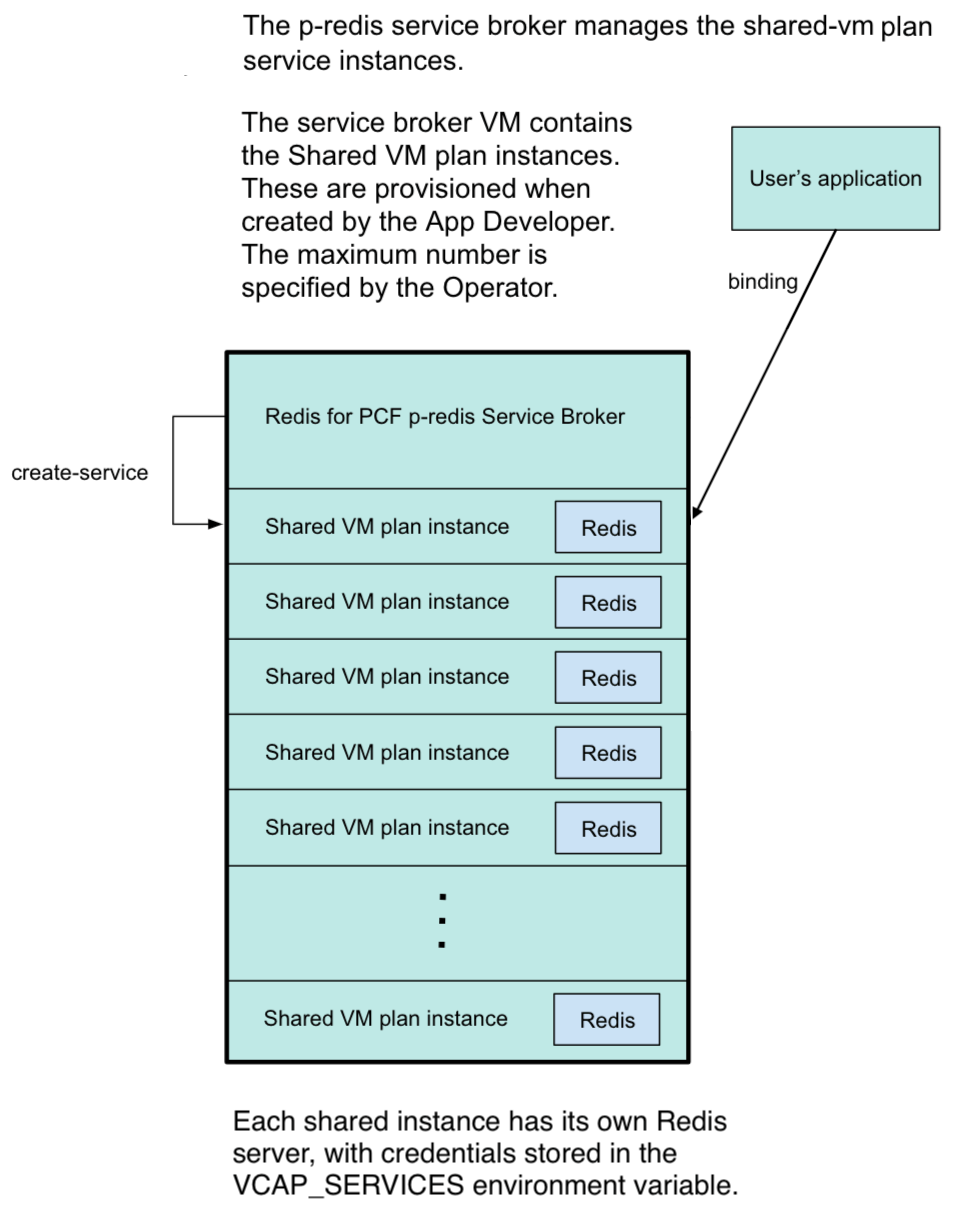 The p-redis service broker manages the shared-vm plan
service instances.
The service broker VM contains
the Shared VM plan instances.
These are provisioned when
created by the App Developer.
The maximum number is
specified by the Operator.
User's application
binding
Redis for PCF p-redis Service Broker
create-service
Shared VM plan instance Redis
Shared VM plan instance Redis
Shared VM plan instance Redis
Shared VM plan instance Redis
Shared VM plan instance Redis
Shared VM plan instance Redis
Each shared instance has its own Redis
server, with credentials stored in the
VCAP_SERVICES environment variable.